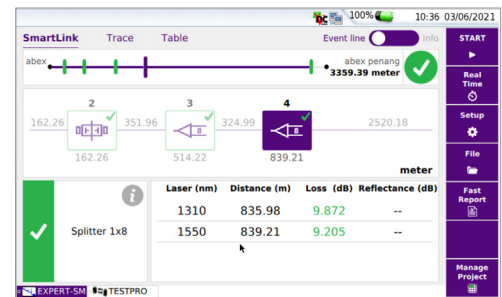 100% 10:36 03/06/2021
SmartLink Trace Table Event line Info START
abex abex penang
3359.39 meter
Real Time
2 3 4
Setup
162.26 351.96 324.99 2520.18
8 8
162.26 514.22 839.21
File
meter
Laser (nm) Distance (m) Loss (dB) Reflectance (dB)
Fast Report
1310 835.98 9.872 --
Splitter 1x8
1550 839.21 9.205 --
Manage Project
EXPERT-SM TESTPRO